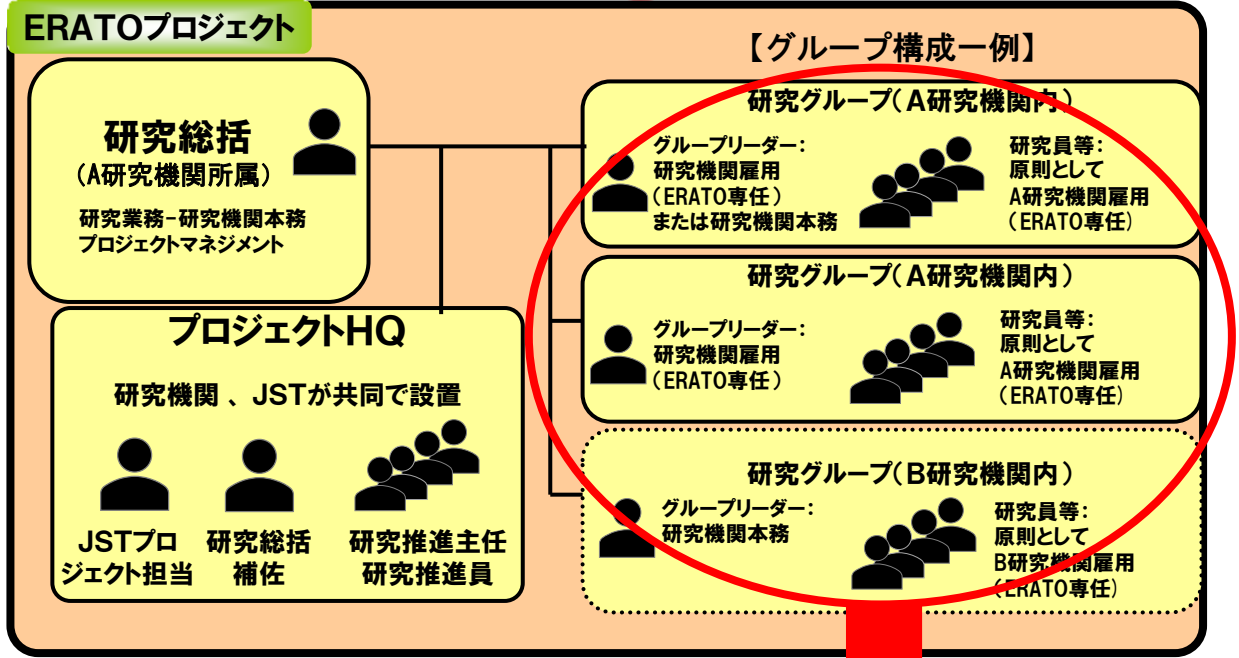 ERATOプロジェクト
研究総括
（A研究機関所属）
研究業務-研究機関本務
プロジェクトマネジメント
プロジェクトHQ
研究機関 、JSTが共同で設置
JSTプロ
ジェクト担当
研究総括
補佐
研究推進主任
研究推進員
【グループ構成一例】
研究グループ（A研究機関内）
グループリーダー：
研究機関雇用
（ERATO専任）
または研究機関本務
研究員等：
原則として
A研究機関雇用
（ERATO専任）
研究グループ（A研究機関内）
グループリーダー：
研究機関雇用
（ERATO専任）
研究員等：
原則として
A研究機関雇用
（ERATO専任）
研究グループ（B研究機関内）
グループリーダー：
研究機関本務
研究員等：
原則として
B研究機関雇用
（ERATO専任）